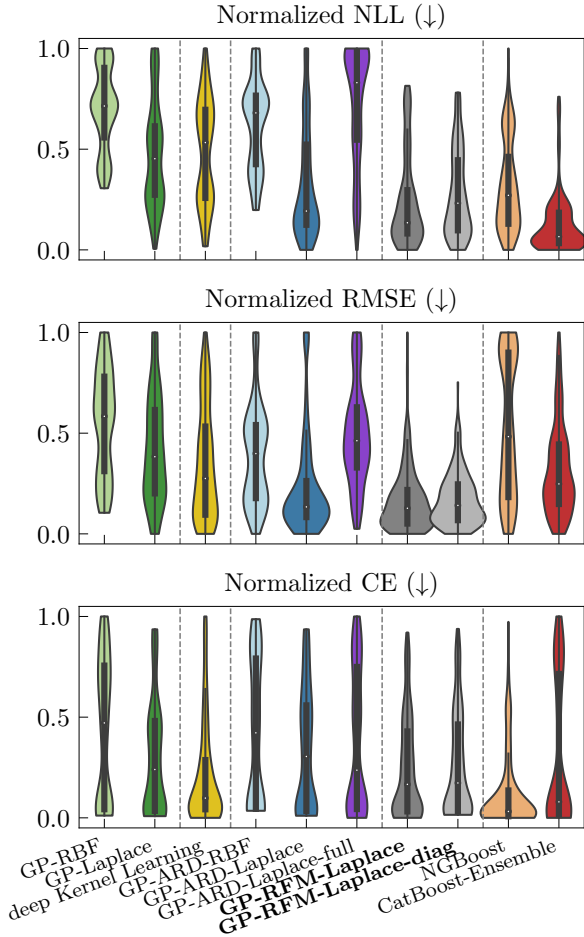 Normalized NLL (↓)
1.0
0.5
0.0
Normalized RMSE (↓)
1.0
0.5
0.0
Normalized CE (↓)
1.0
0.5
0.0
GP-RBF
GP-Laplace
deep Kernel Learning
GP-ARD-RBF
GP-ARD-Laplace
GP-ARD-Laplace-full
GP-RFM-Laplace
GP-RFM-Laplace-diag
NGBoost
CatBoost-Ensemble